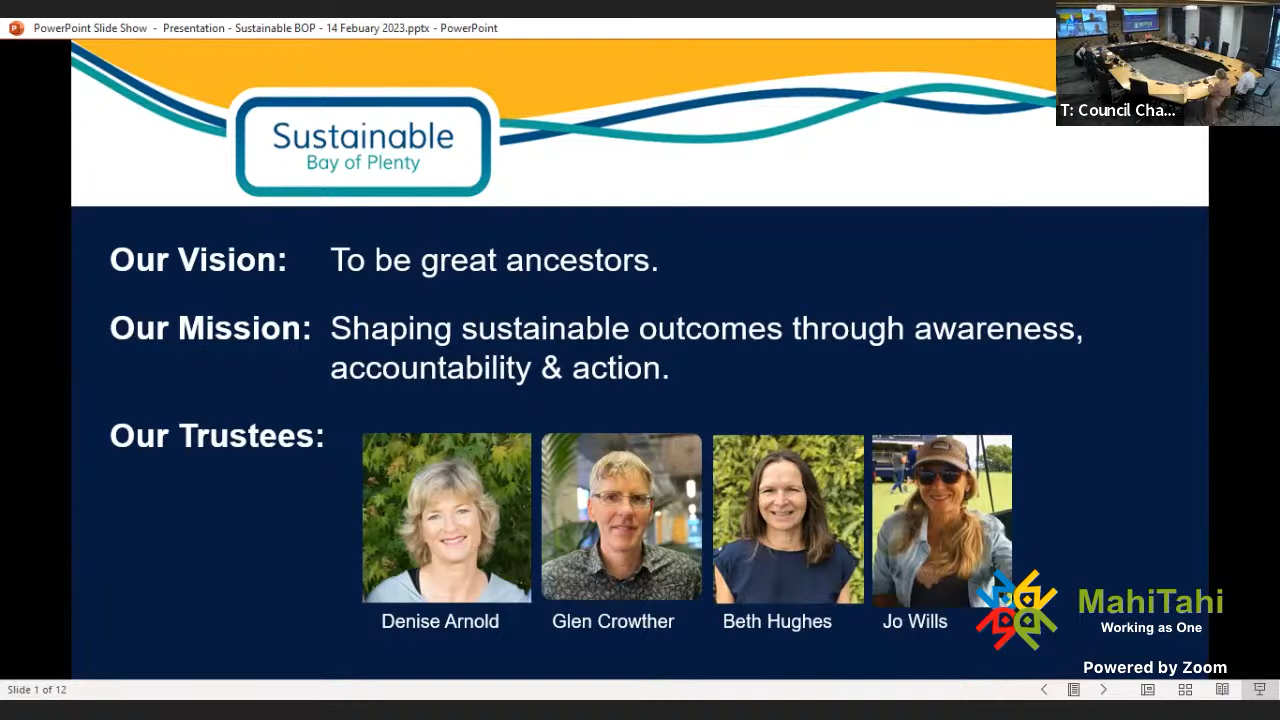 PowerPoint Slide Show - Presentation - Sustainable BOP - 14 Febuary 2023.pptx - PowerPoint
T: Council Cha...
Sustainable
Bay of Plenty
Our Vision: To be great ancestors.
Our Mission: Shaping sustainable outcomes through awareness,
accountability & action.
Our Trustees:
Denise Arnold Glen Crowther Beth Hughes Jo Wills
MahiTahi
Working as One
Powered by Zoom
Slide 1 of 12